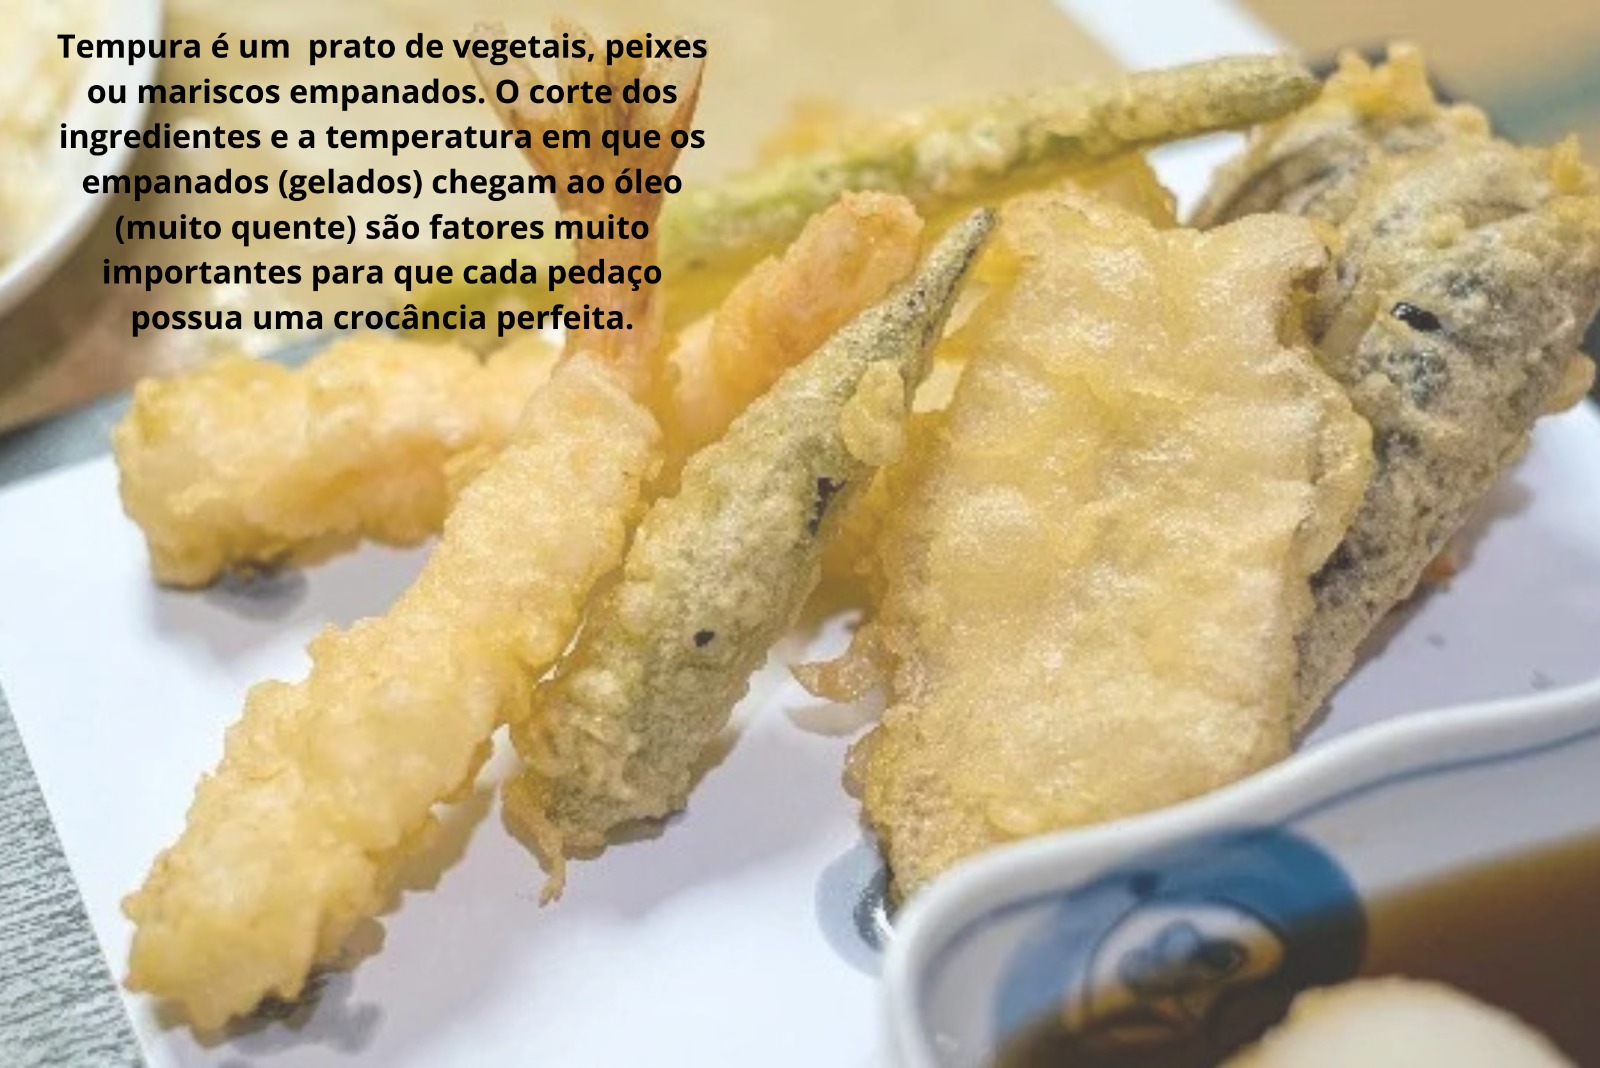 Tempura é um  prato de vegetais, peixes
ou mariscos empanados. O corte dos
ingredientes e a temperatura em que os
empanados (gelados) chegam ao óleo
(muito quente) são fatores muito
importantes para que cada pedaço
possua uma crocância perfeita.